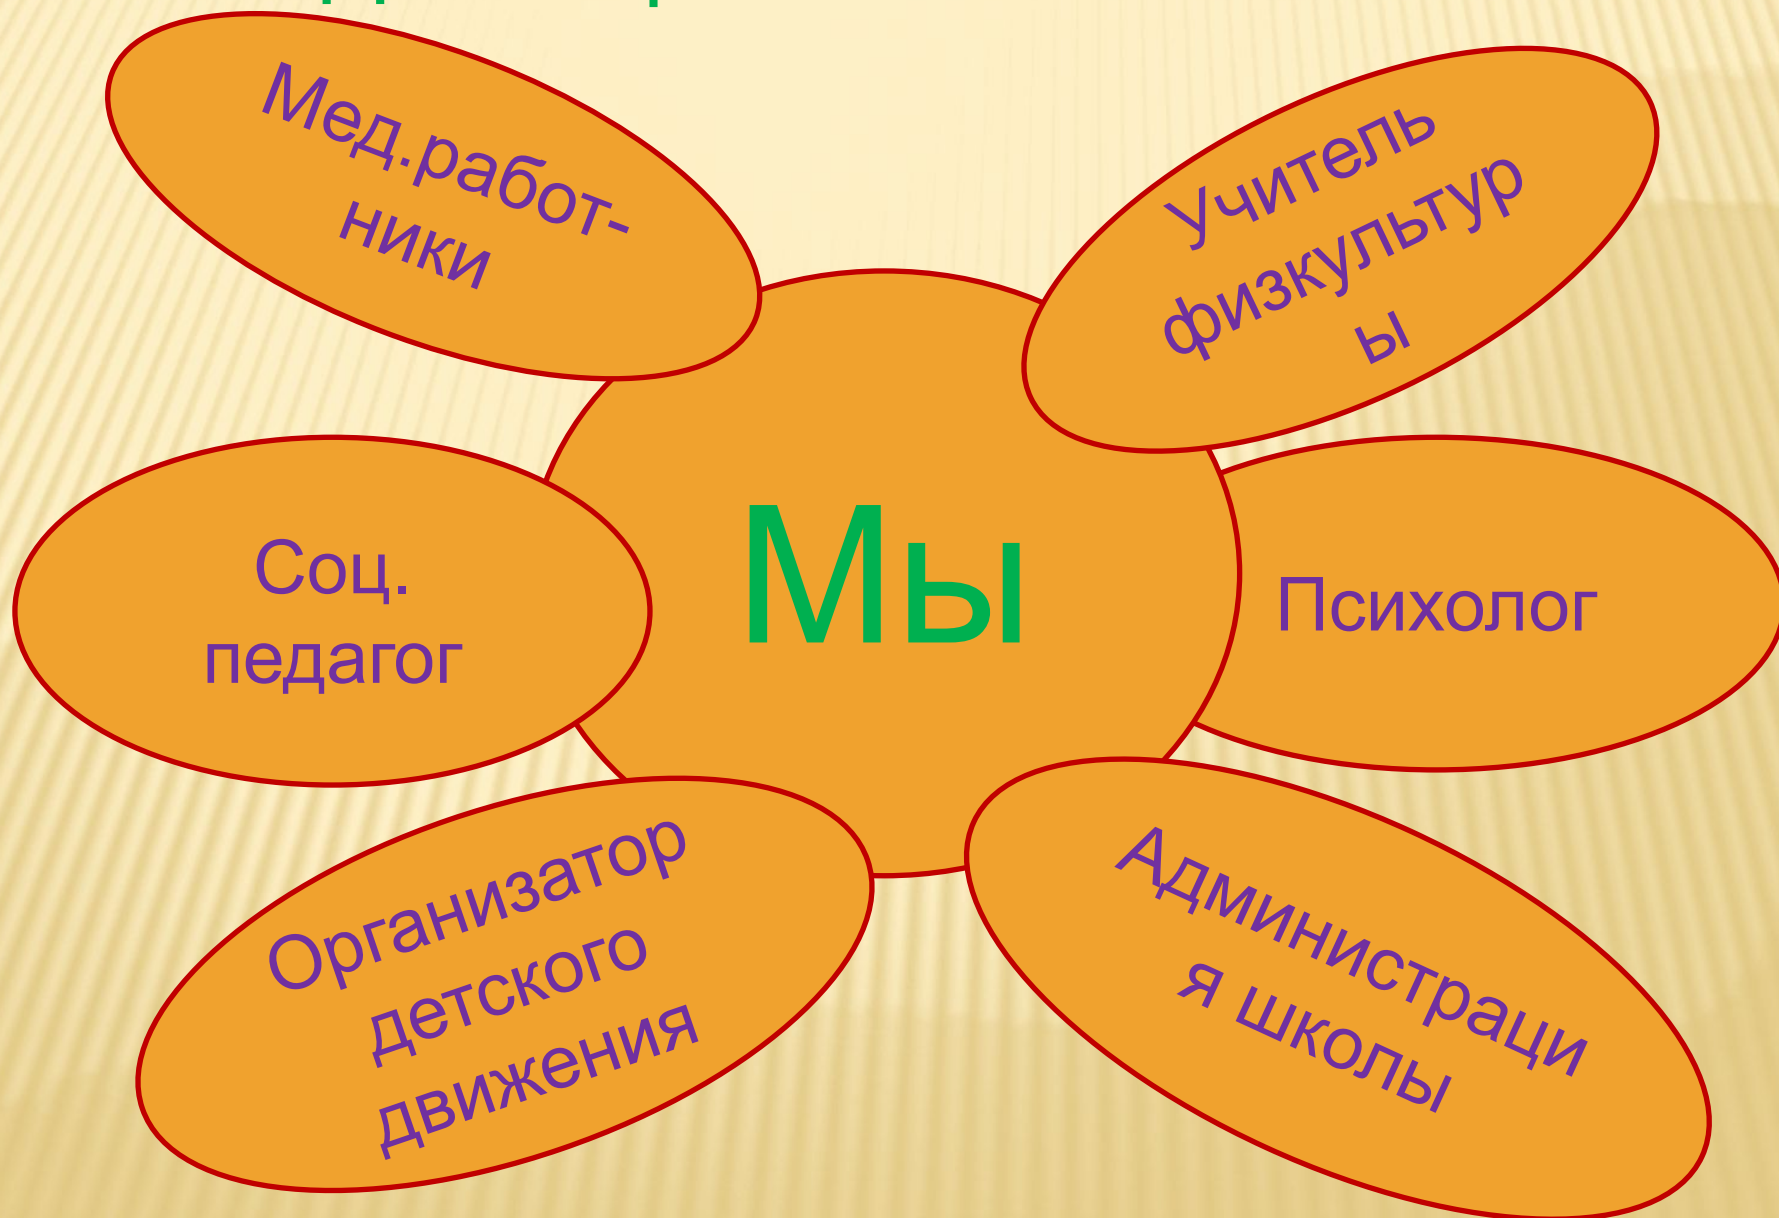 Мед.работ-
ники
Учитель
физкультур
ы
Соц.
педагог
Мы
Психолог
Организатор
детского
движения
Администраци
я школы